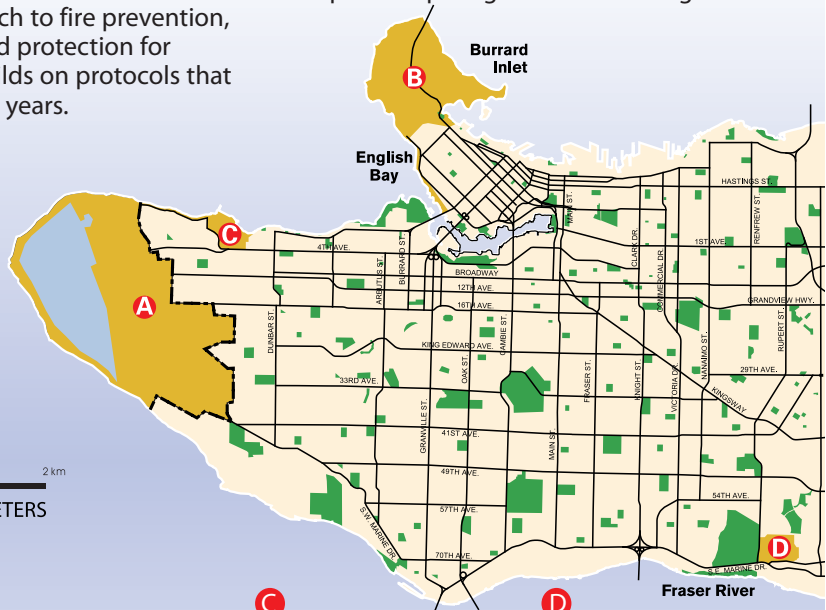 ch to fire prevention,
d protection for
ilds on protocols that
years.
B
Burrard
Inlet
English
Bay
HASTINGS ST.
MAIN ST.
RENFREW ST.
C
CLARK DR.
1ST AVE.
4TH AVE.
BURRARD ST.
ARBUTUS ST.
COMMERCIAL DR.
BROADWAY
12TH AVE.
A
16TH AVE.
GRANDVIEW HWY.
DUNBAR ST.
CAMBIE ST.
RUPERT ST.
NANAIMO ST.
KING EDWARD AVE.
OAK ST.
29TH AVE.
33RD AVE.
FRASER ST.
KNIGHT ST.
VICTORIA DR.
KINGSWAY
GRANVILLE ST.
41ST AVE.
MAIN ST.
49TH AVE.
2 km
54TH AVE.
ETERS
57TH AVE.
S.W. MARINE DR.
D
70TH AVE.
S.E. MARINE DR.
Fraser River
C
D